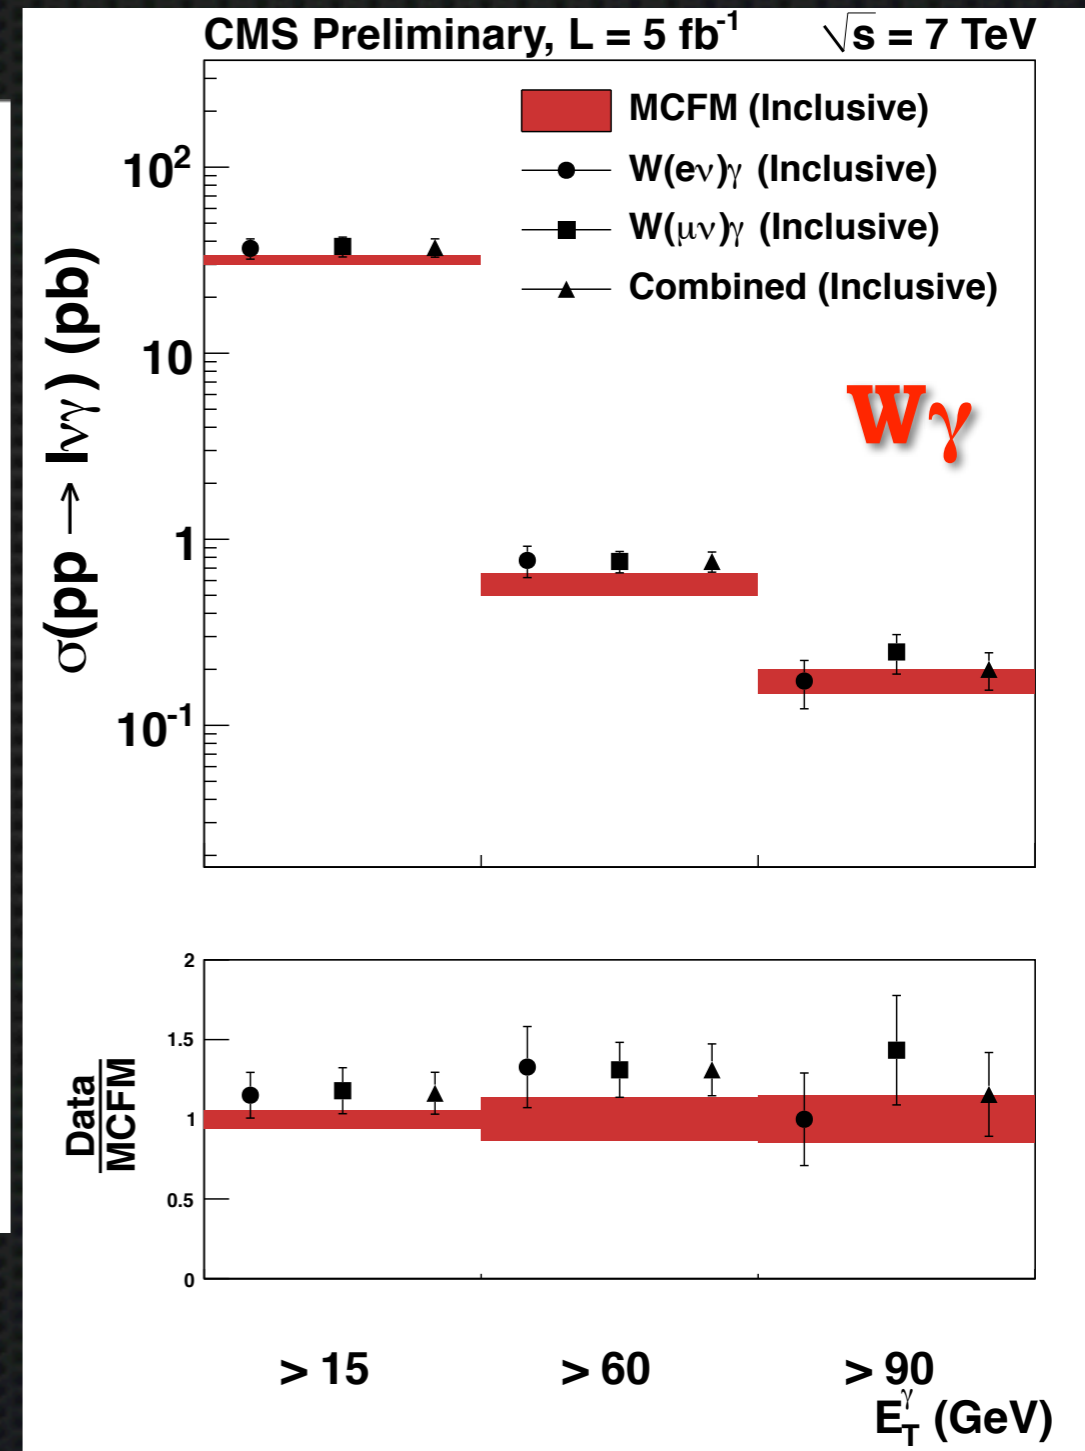 CMS Preliminary, L = 5 fb⁻¹ √s = 7 TeV
MCFM (Inclusive)
W(eν)γ (Inclusive)
W(μν)γ (Inclusive)
Combined (Inclusive)
σ(pp → lνγ) (pb)
10²
10
1
10⁻¹
Wγ
Data
MCFM
2
1.5
1
0.5
0
> 15 > 60 > 90
E_T^γ (GeV)